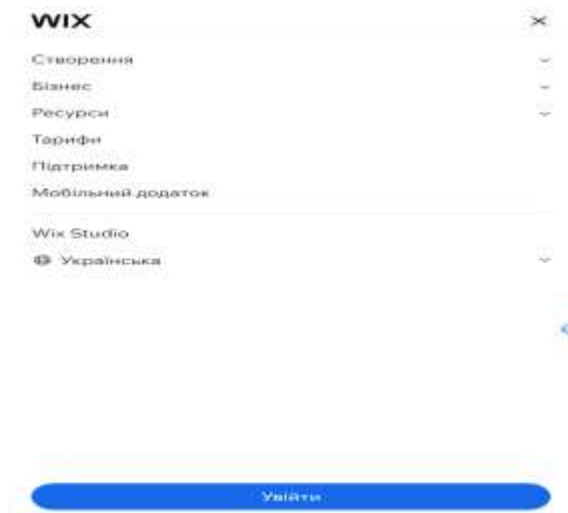 WIX
Створення
Бізнес
Ресурси
Тарифи
Підтримка
Мобільний додаток
Wix Studio
Українська
Увійти